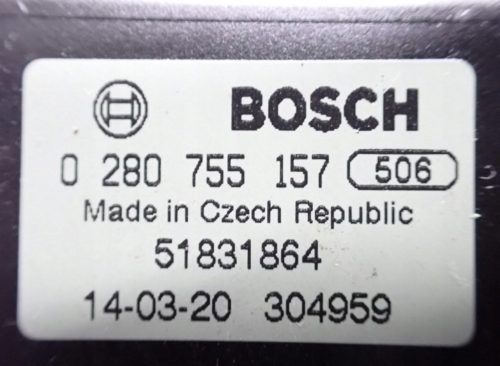 BOSCH
0 280 755 157 506
Made in Czech Republic
51831864
14-03-20 304959